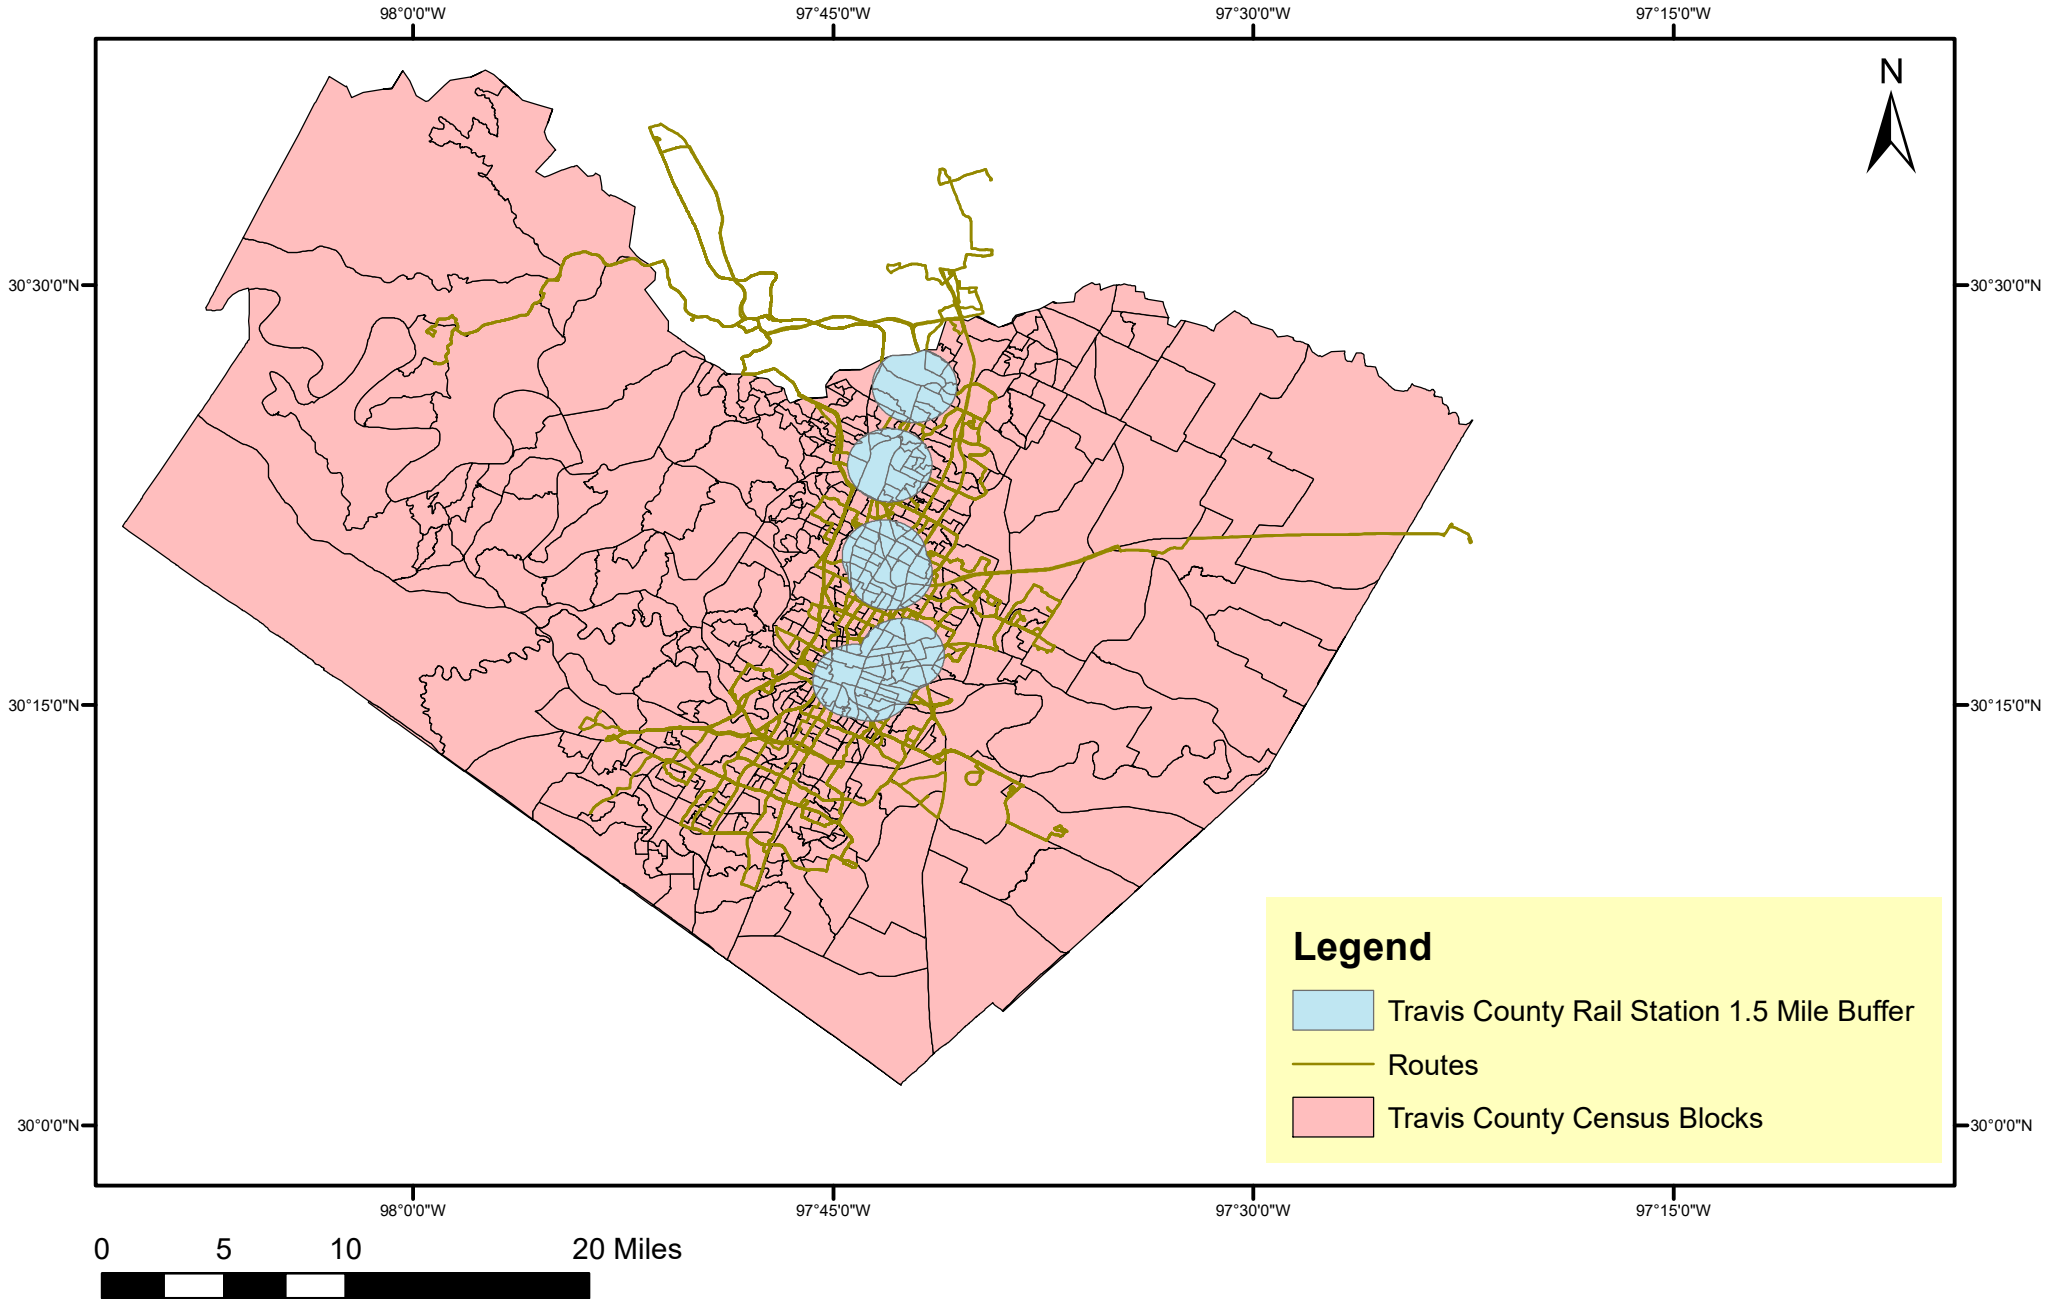 98°0'0"W 97°45'0"W 97°30'0"W 97°15'0"W
N
30°30'0"N 30°30'0"N
30°15'0"N 30°15'0"N
Legend
Travis County Rail Station 1.5 Mile Buffer
Routes
Travis County Census Blocks
30°0'0"N 30°0'0"N
98°0'0"W 97°45'0"W 97°30'0"W 97°15'0"W
0 5 10 20 Miles